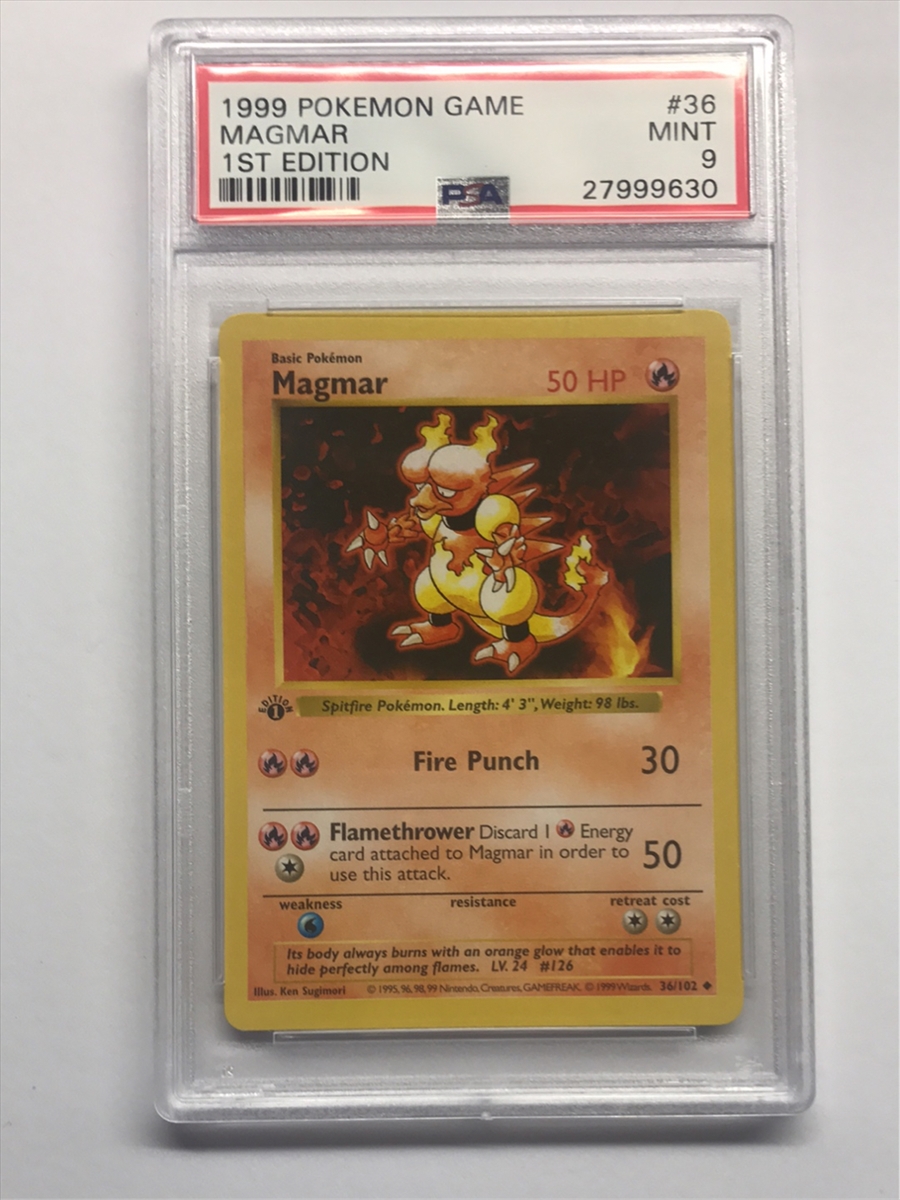 1999 POKEMON GAME #36
MAGMAR MINT
1ST EDITION 9
PSA 27999630
Basic Pokémon
Magmar 50 HP
EDITION 1
Spitfire Pokémon. Length: 4' 3", Weight: 98 lbs.
Fire Punch 30
Flamethrower Discard 1 Energy
card attached to Magmar in order to
use this attack. 50
weakness resistance retreat cost
Its body always burns with an orange glow that enables it to
hide perfectly among flames. LV. 24 #126
Illus. Ken Sugimori © 1995, 96, 98, 99 Nintendo, Creatures, GAMEFREAK. © 1999 Wizards. 36/102